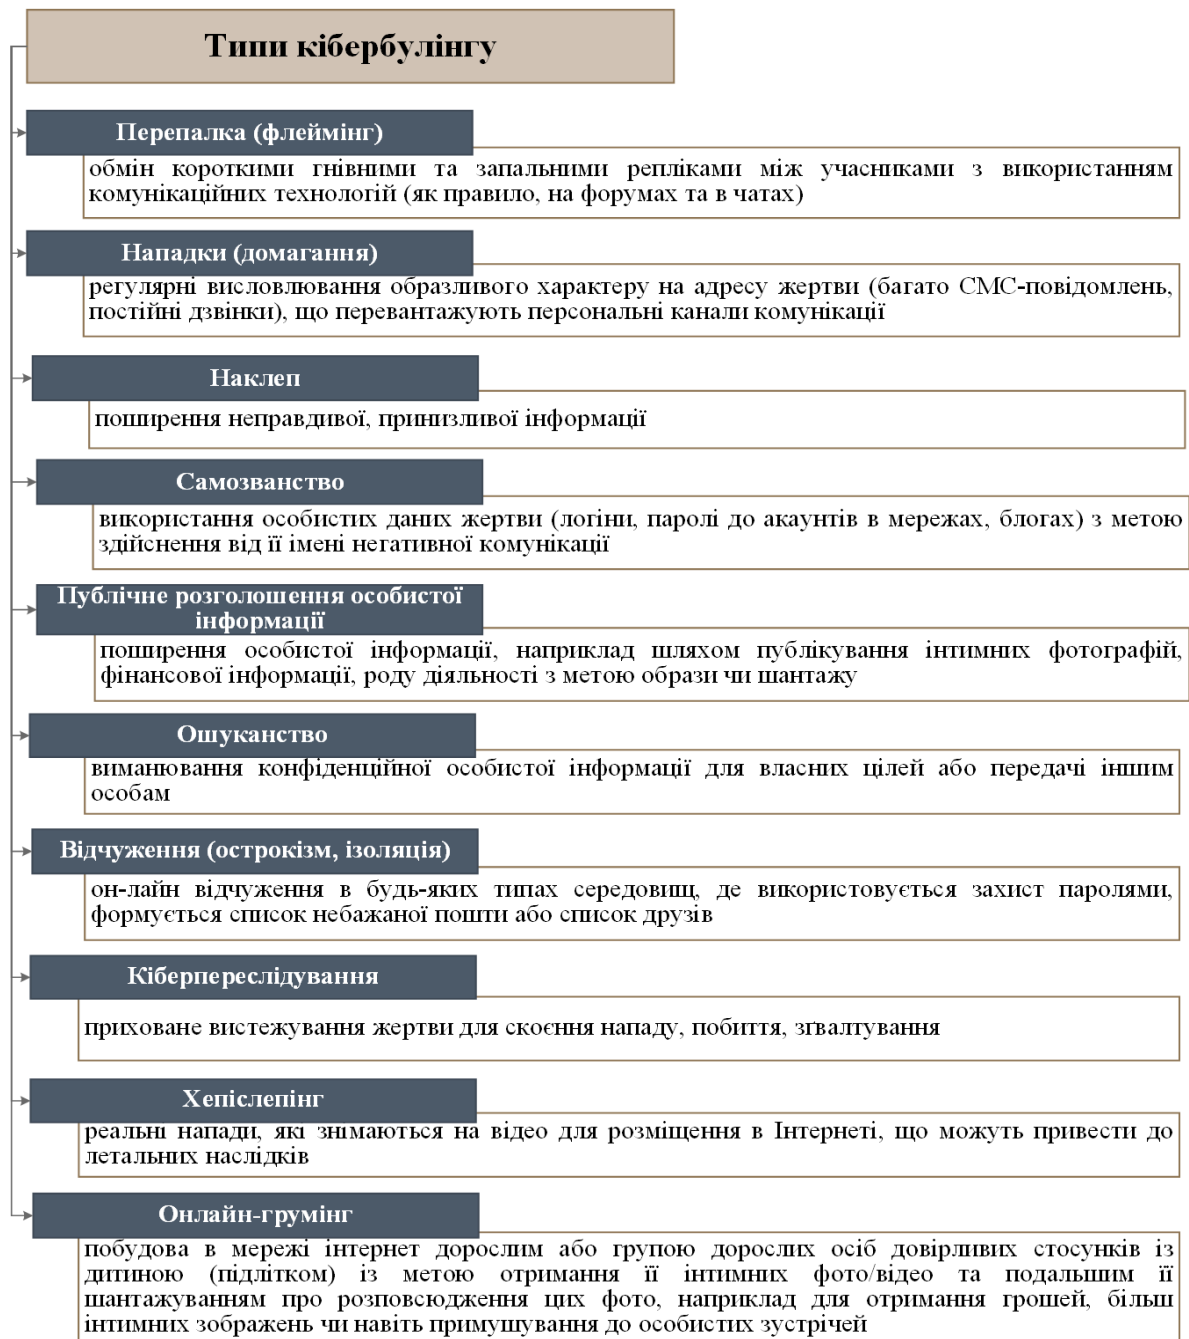 Типи кібербулінгу
Перепалка (флеймінг)
обмін короткими гнівними та запальними репліками між учасниками з використанням
комунікаційних технологій (як правило, на форумах та в чатах)
Нападки (домагання)
регулярні висловлювання образливого характеру на адресу жертви (багато СМС-повідомлень,
постійні дзвінки), що перевантажують персональні канали комунікації
Наклеп
поширення неправдивої, принизливої інформації
Самозванство
використання особистих даних жертви (логіни, паролі до акаунтів в мережах, блогах) з метою
здійснення від її імені негативної комунікації
Публічне розголошення особистої
інформації
поширення особистої інформації, наприклад шляхом публікування інтимних фотографій,
фінансової інформації, роду діяльності з метою образи чи шантажу
Ошуканство
виманювання конфіденційної особистої інформації для власних цілей або передачі іншим
особам
Відчуження (острокізм, ізоляція)
он-лайн відчуження в будь-яких типах середовищ, де використовується захист паролями,
формується список небажаної пошти або список друзів
Кіберпереслідування
приховане вистежування жертви для скоєння нападу, побиття, зґвалтування
Хепіслепінг
реальні напади, які знімаються на відео для розміщення в Інтернеті, що можуть привести до
летальних наслідків
Онлайн-грумінг
побудова в мережі інтернет дорослим або групою дорослих осіб довірливих стосунків із
дитиною (підлітком) із метою отримання її інтимних фото/відео та подальшим її
шантажуванням про розповсюдження цих фото, наприклад для отримання грошей, більш
інтимних зображень чи навіть примушування до особистих зустрічей